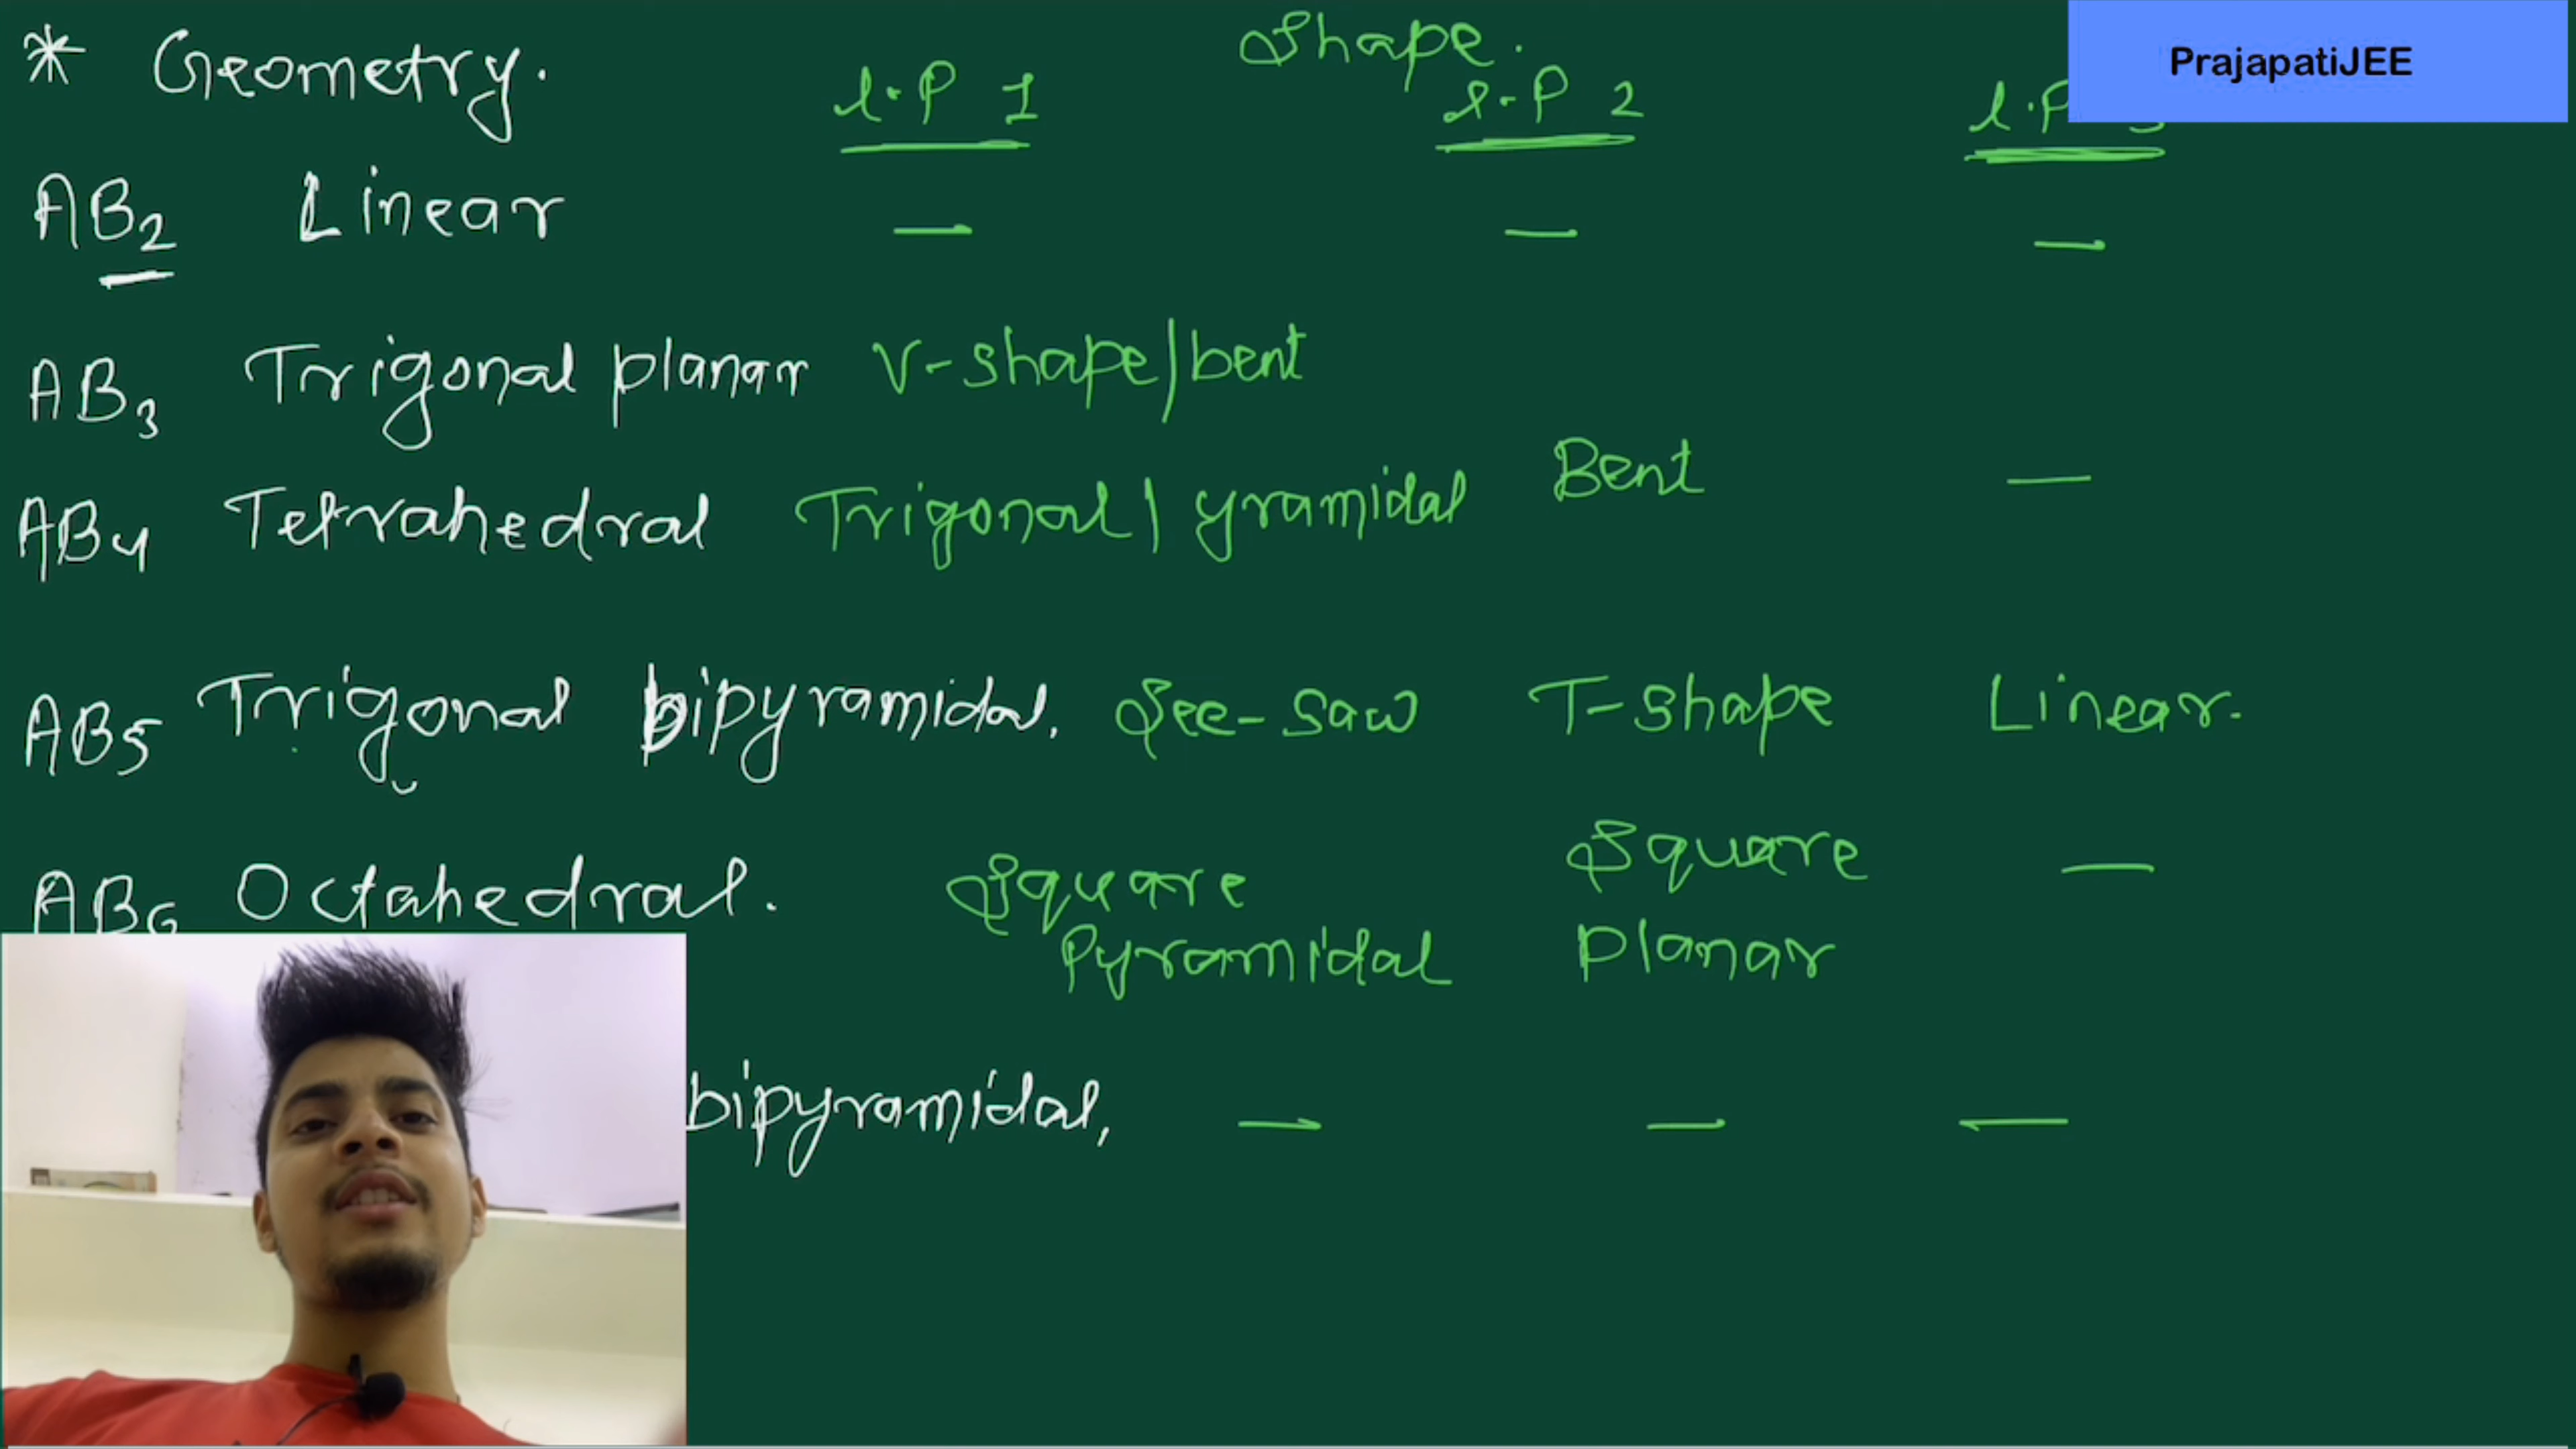 * Geometry. Shape.
PrajapatiJEE
l.P 1 l.P 2 l.P
AB2 Linear — — —
AB3 Trigonal planar V-shape/bent
AB4 Tetrahedral Trigonal | yramidal Bent —
AB5 Trigonal bipyramidal. See-saw T-shape Linear.
AB6 Octahedral. Square Pyramidal Square planar —
bipyramidal, — — —